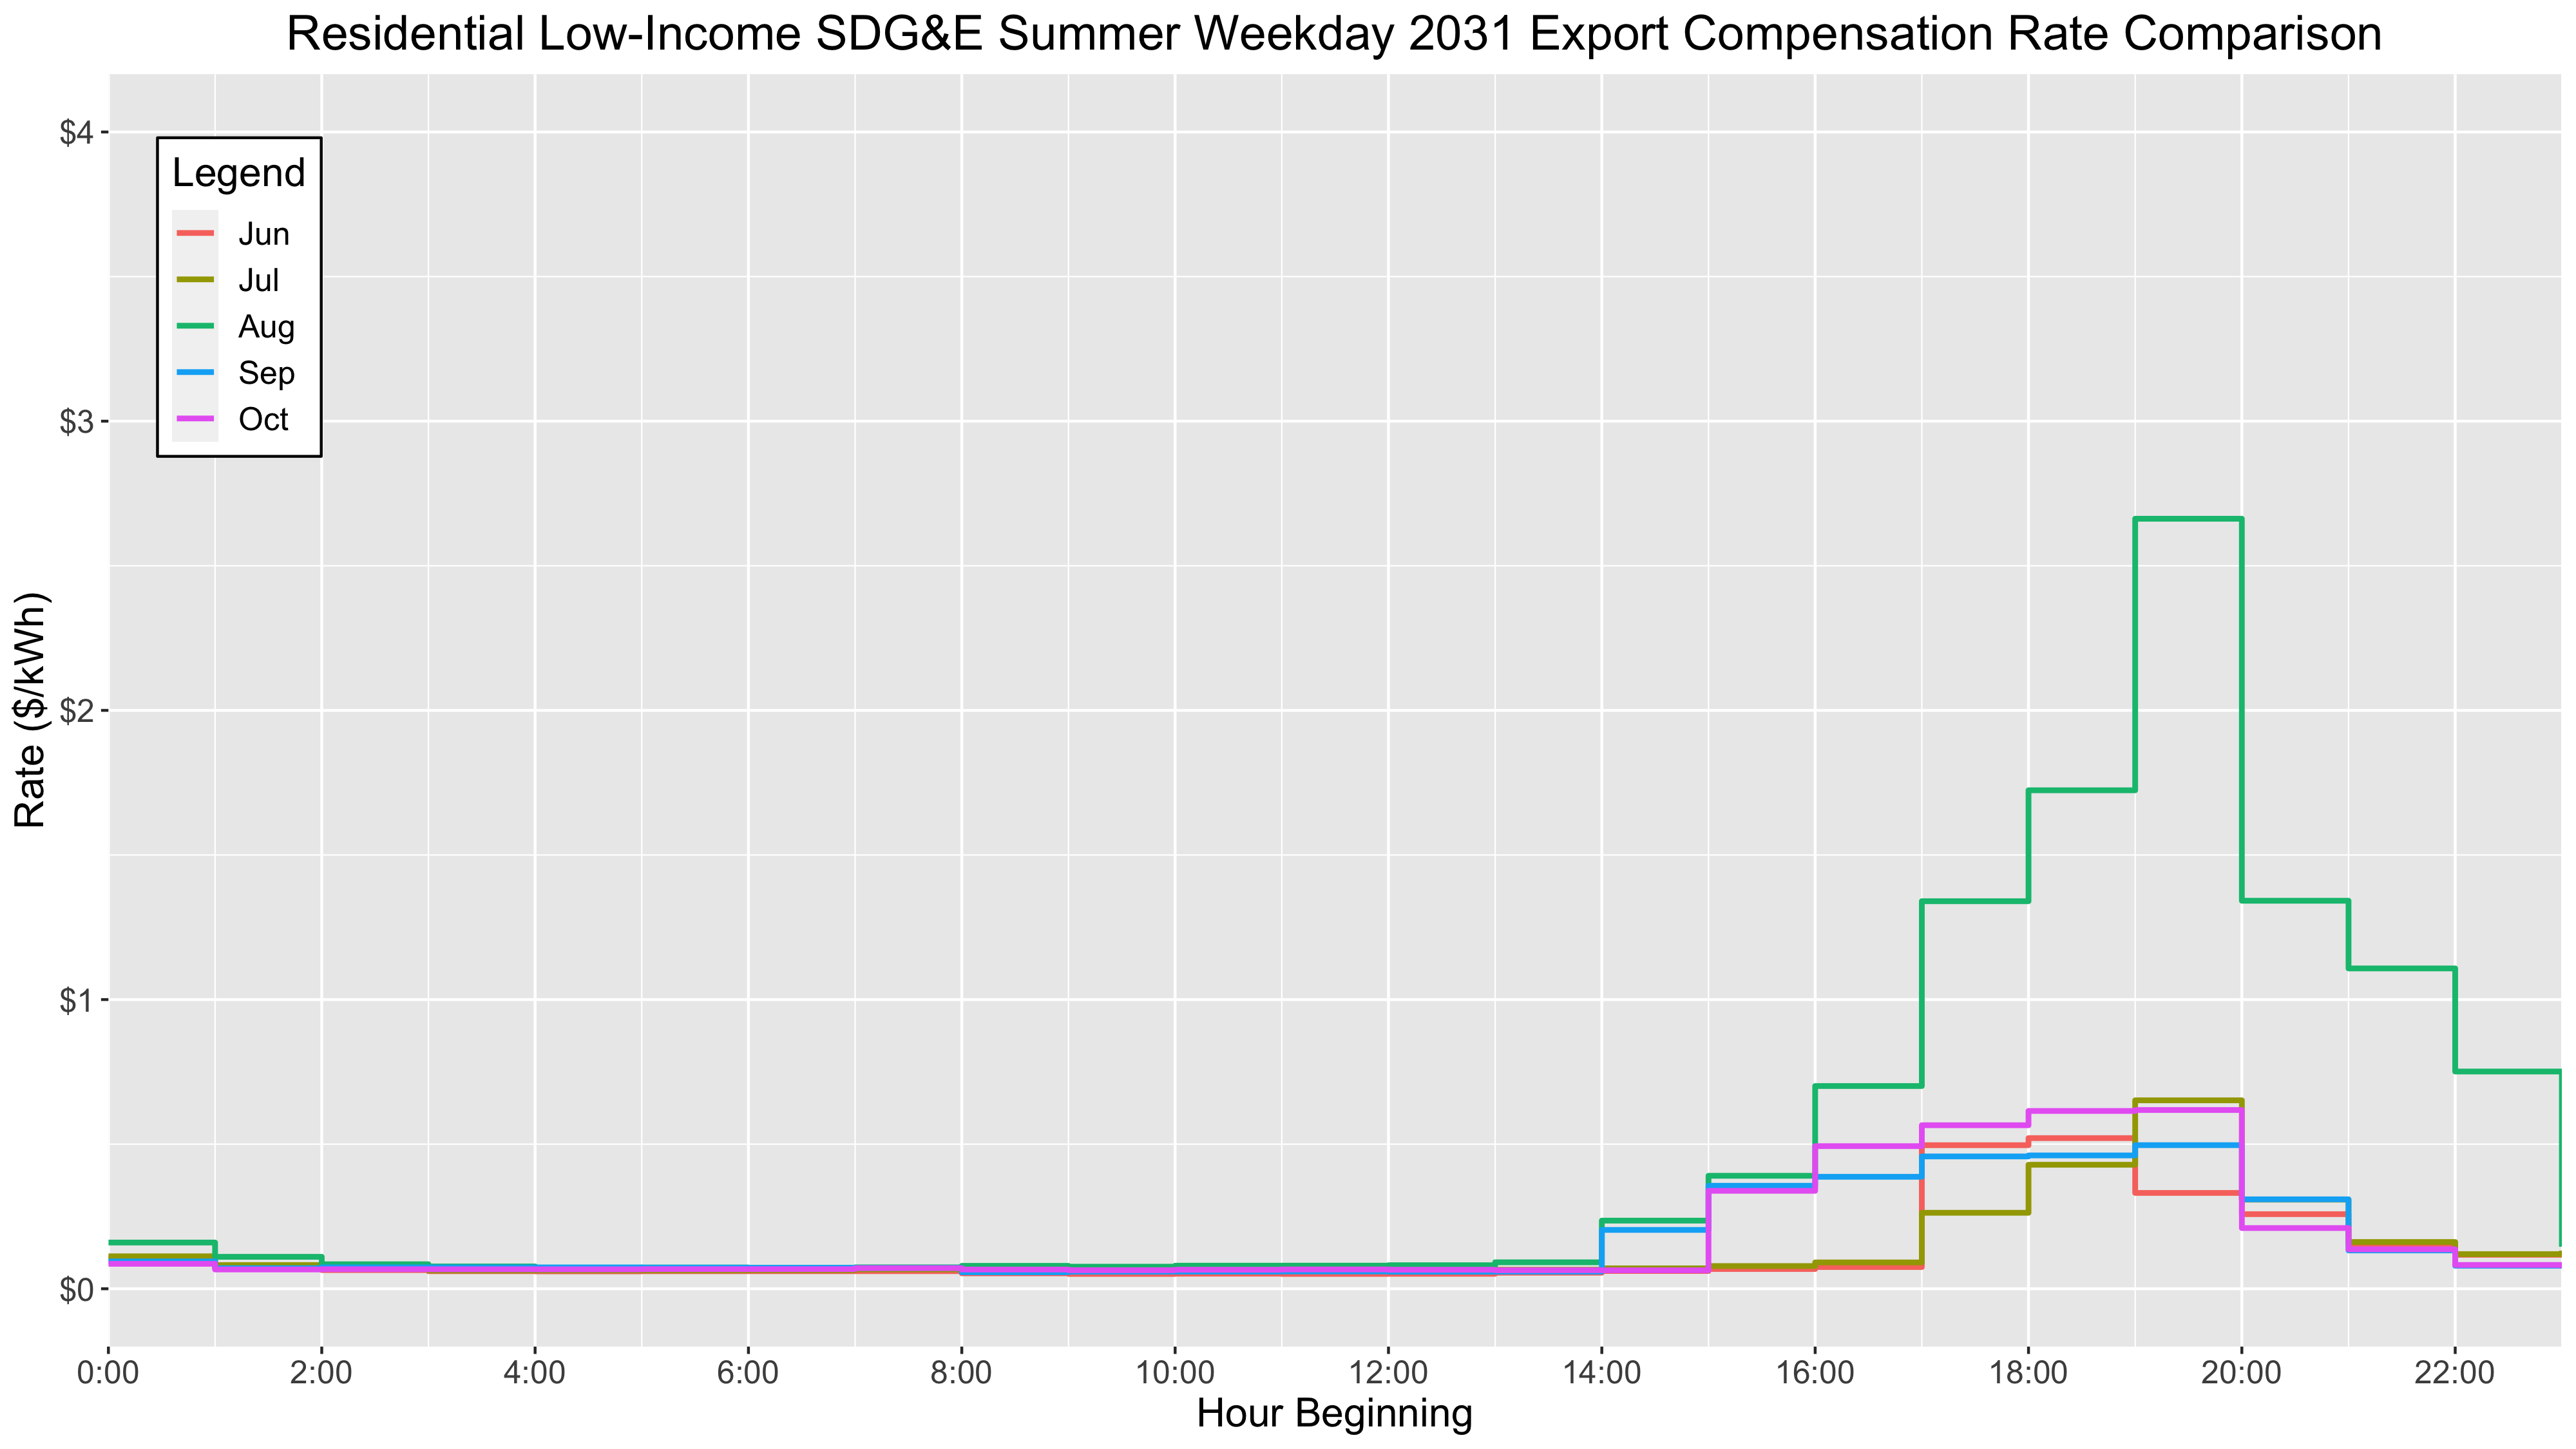 Residential Low-Income SDG&E Summer Weekday 2031 Export Compensation Rate Comparison
Rate ($/kWh)
$4
$3
$2
$1
$0
Legend
Jun
Jul
Aug
Sep
Oct
0:00 2:00 4:00 6:00 8:00 10:00 12:00 14:00 16:00 18:00 20:00 22:00
Hour Beginning